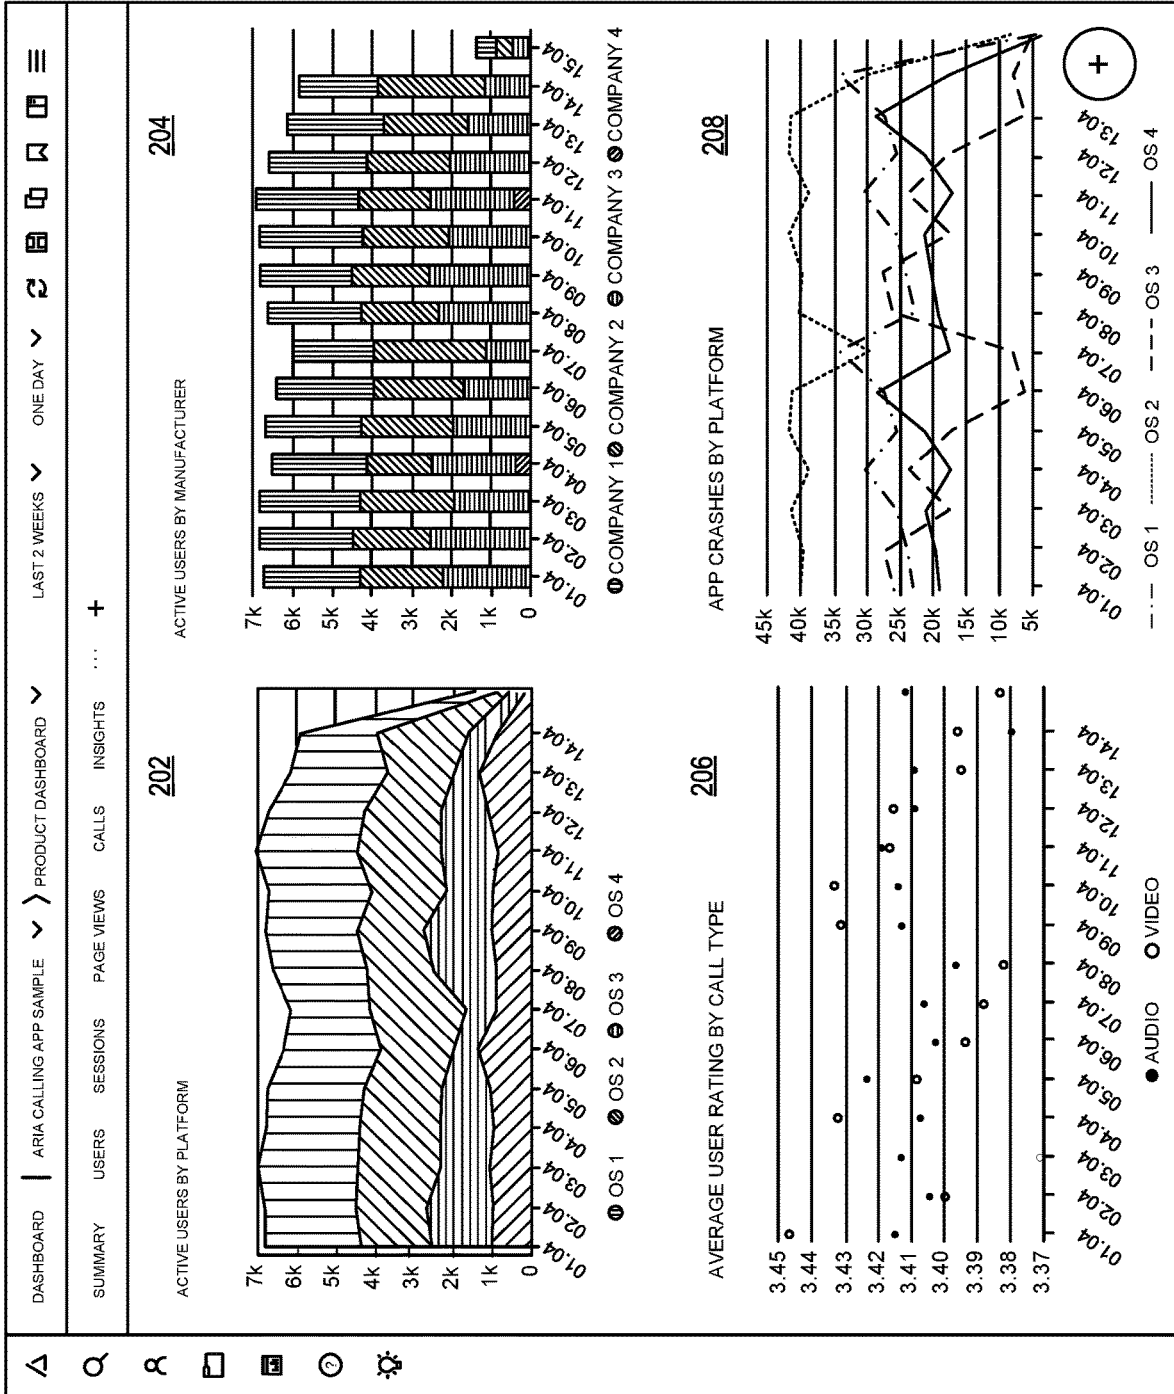 DASHBOARD | ARIA CALLING APP SAMPLE PRODUCT DASHBOARD LAST 2 WEEKS ONE DAY
SUMMARY USERS SESSIONS PAGE VIEWS CALLS INSIGHTS ... +
ACTIVE USERS BY PLATFORM
202
7k
6k
5k
4k
3k
2k
1k
0
01.04 02.04 03.04 04.04 05.04 06.04 07.04 08.04 09.04 10.04 11.04 12.04 13.04 14.04
OS 1 OS 2 OS 3 OS 4
ACTIVE USERS BY MANUFACTURER
204
7k
6k
5k
4k
3k
2k
1k
0
01.04 02.04 03.04 04.04 05.04 06.04 07.04 08.04 09.04 10.04 11.04 12.04 13.04 14.04 15.04
COMPANY 1 COMPANY 2 COMPANY 3 COMPANY 4
AVERAGE USER RATING BY CALL TYPE
206
3.45
3.44
3.43
3.42
3.41
3.40
3.39
3.38
3.37
01.04 02.04 03.04 04.04 05.04 06.04 07.04 08.04 09.04 10.04 11.04 12.04 13.04 14.04
AUDIO VIDEO
APP CRASHES BY PLATFORM
208
45k
40k
35k
30k
25k
20k
15k
10k
5k
01.04 02.04 03.04 04.04 05.04 06.04 07.04 08.04 09.04 10.04 11.04 12.04 13.04
OS 1 OS 2 OS 3 OS 4
+